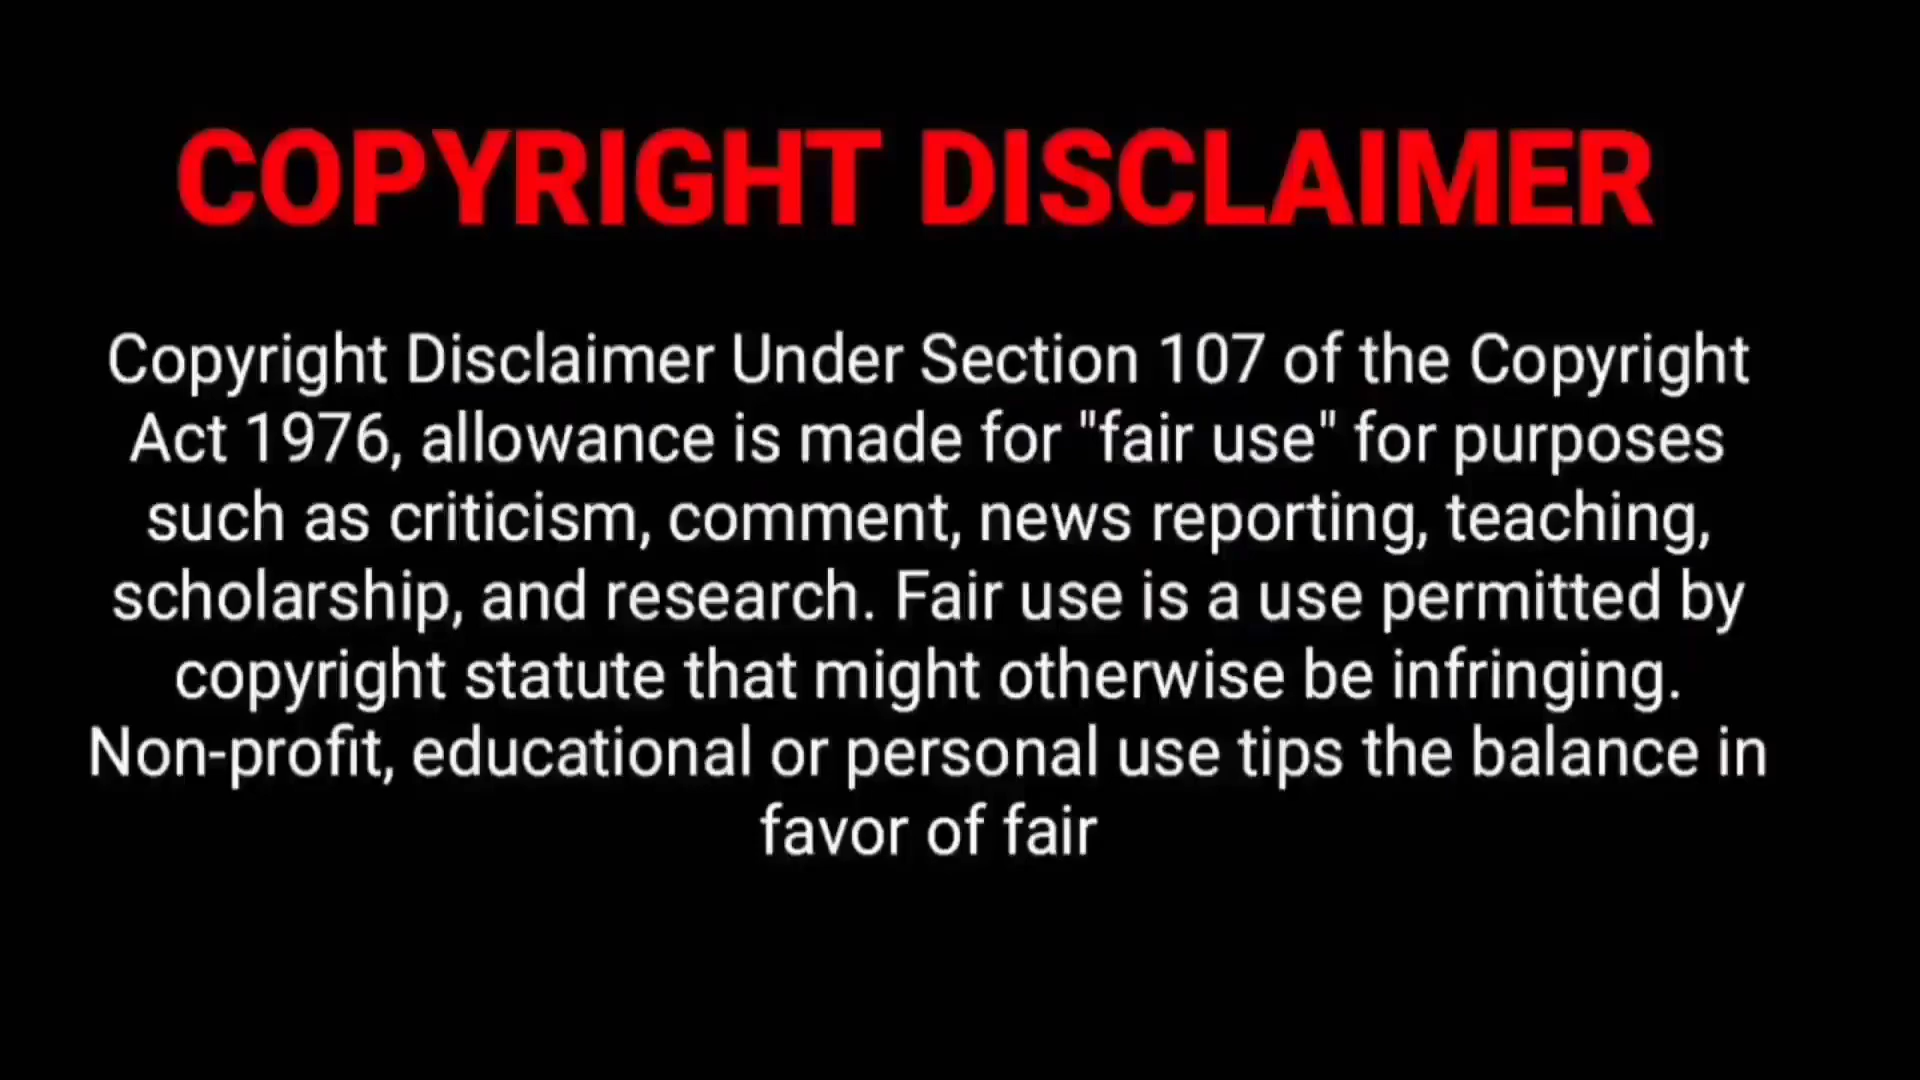 COPYRIGHT DISCLAIMER
Copyright Disclaimer Under Section 107 of the Copyright
Act 1976, allowance is made for "fair use" for purposes
such as criticism, comment, news reporting, teaching,
scholarship, and research. Fair use is a use permitted by
copyright statute that might otherwise be infringing.
Non-profit, educational or personal use tips the balance in
favor of fair